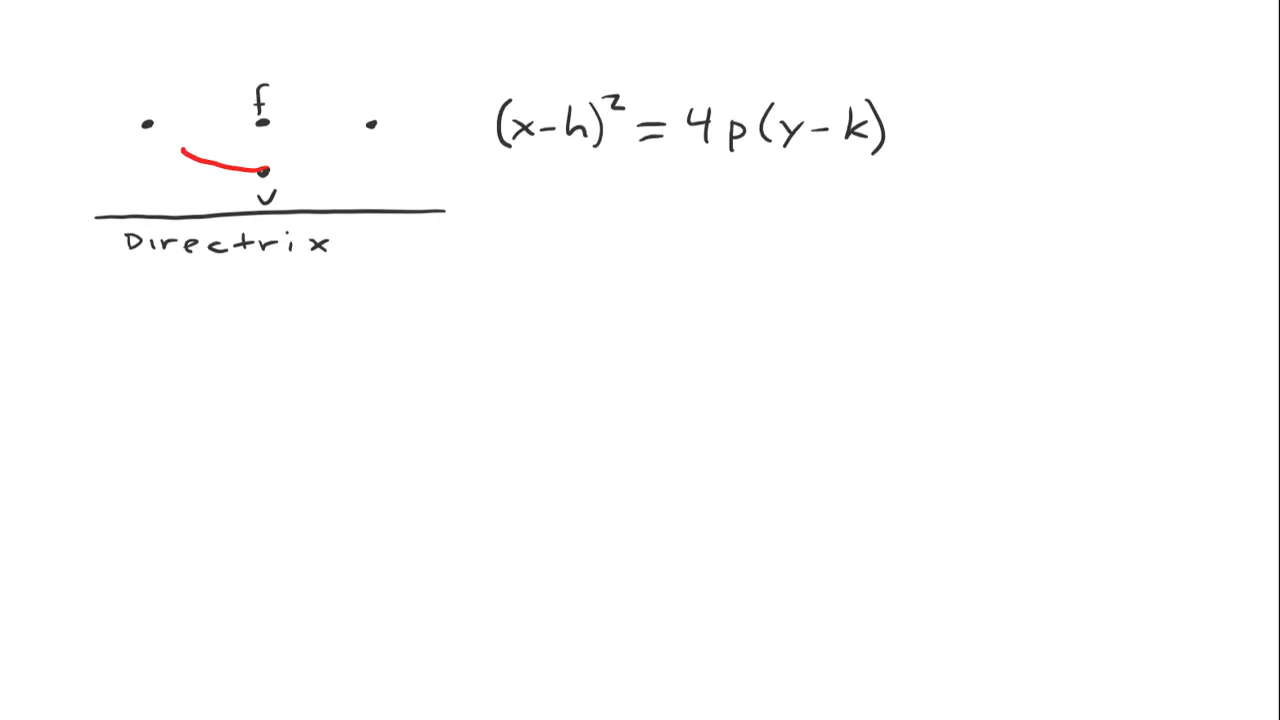 f
(x-h)² = 4p(y-k)
v
Directrix